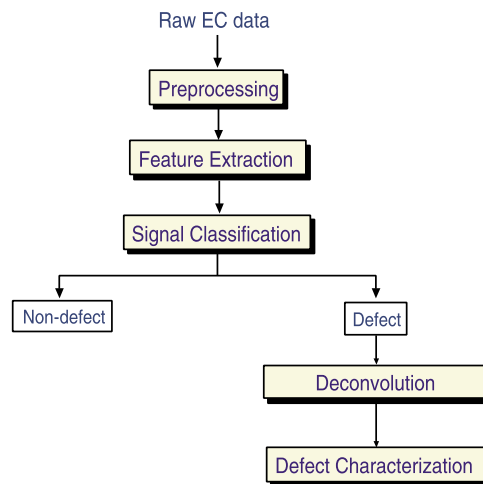 Raw EC data
Preprocessing
Feature Extraction
Signal Classification
Non-defect
Defect
Deconvolution
Defect Characterization